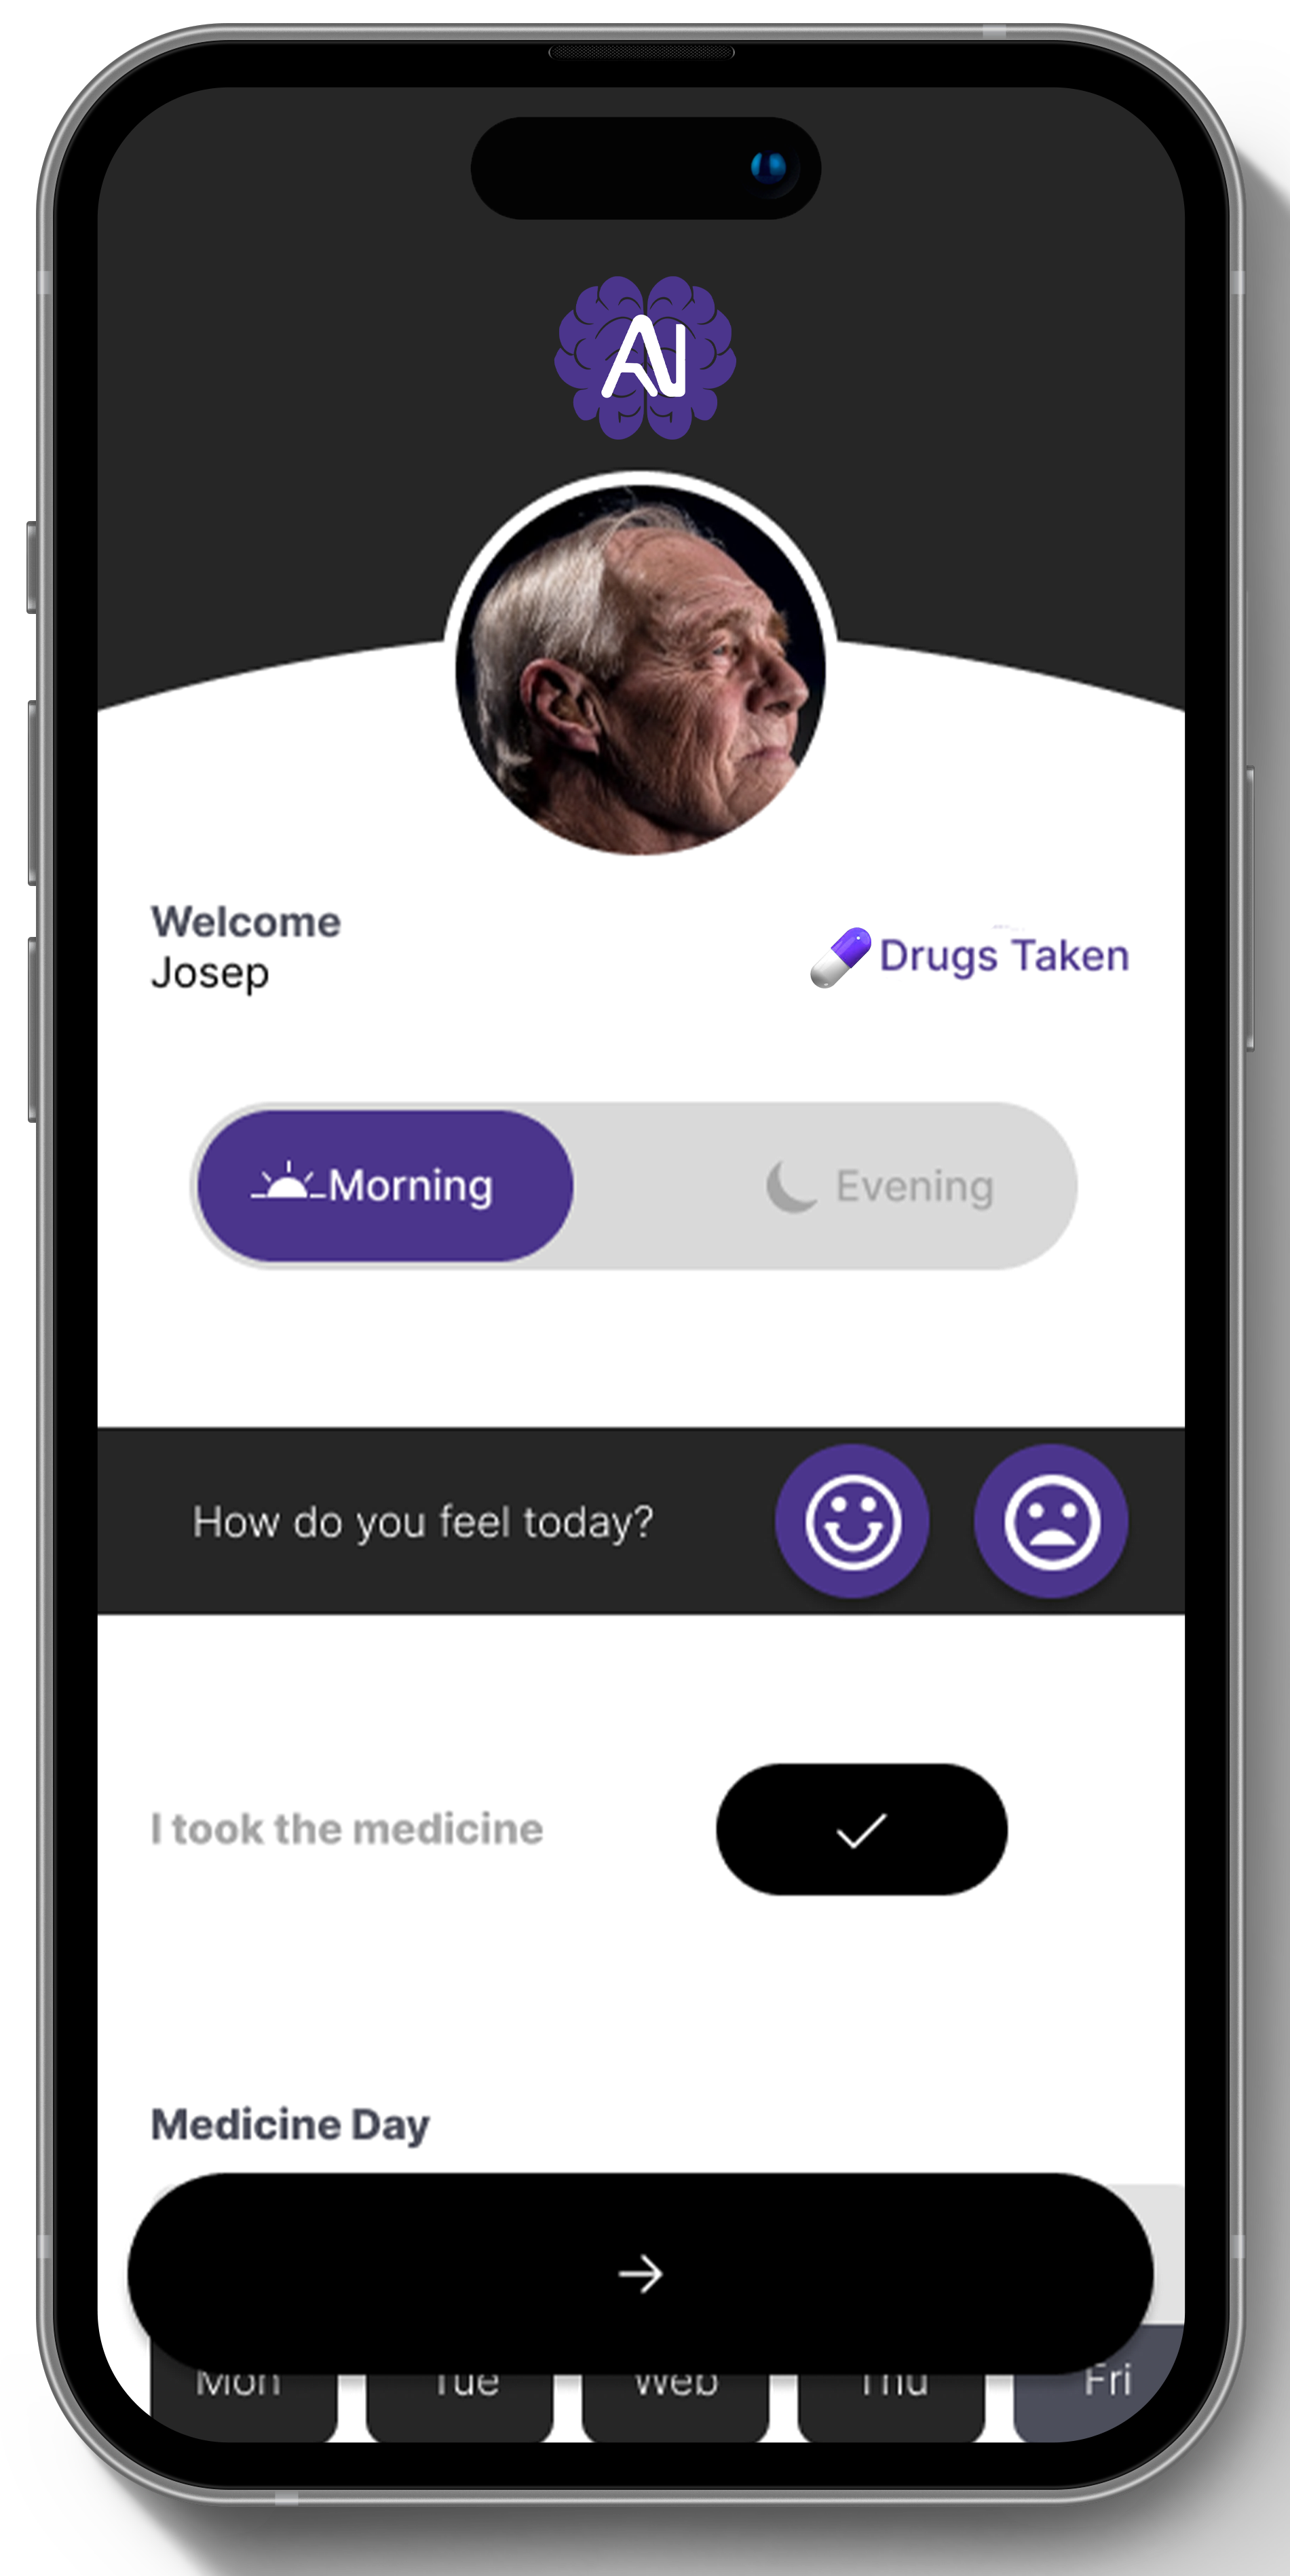 AI
Welcome
Josep
Drugs Taken
Morning
Evening
How do you feel today?
I took the medicine
Medicine Day
Mon
Tue
Web
Thu
Fri